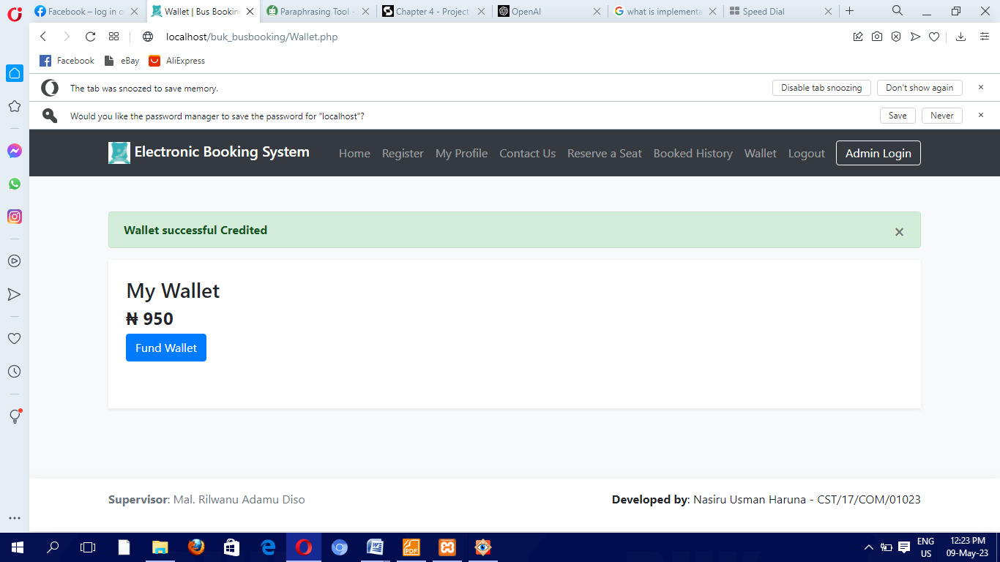 Facebook – log in o
Wallet | Bus Booking
Paraphrasing Tool -
Chapter 4 - Project
OpenAI
what is implementa
Speed Dial
localhost/buk_busbooking/Wallet.php
Facebook
eBay
AliExpress
The tab was snoozed to save memory.
Disable tab snoozing
Don't show again
Would you like the password manager to save the password for "localhost"?
Save
Never
Electronic Booking System
Home
Register
My Profile
Contact Us
Reserve a Seat
Booked History
Wallet
Logout
Admin Login
Wallet successful Credited
×
My Wallet
₦ 950
Fund Wallet
Supervisor: Mal. Rilwanu Adamu Diso
Developed by: Nasiru Usman Haruna - CST/17/COM/01023
PDF
ENG
US
12:23 PM
09-May-23